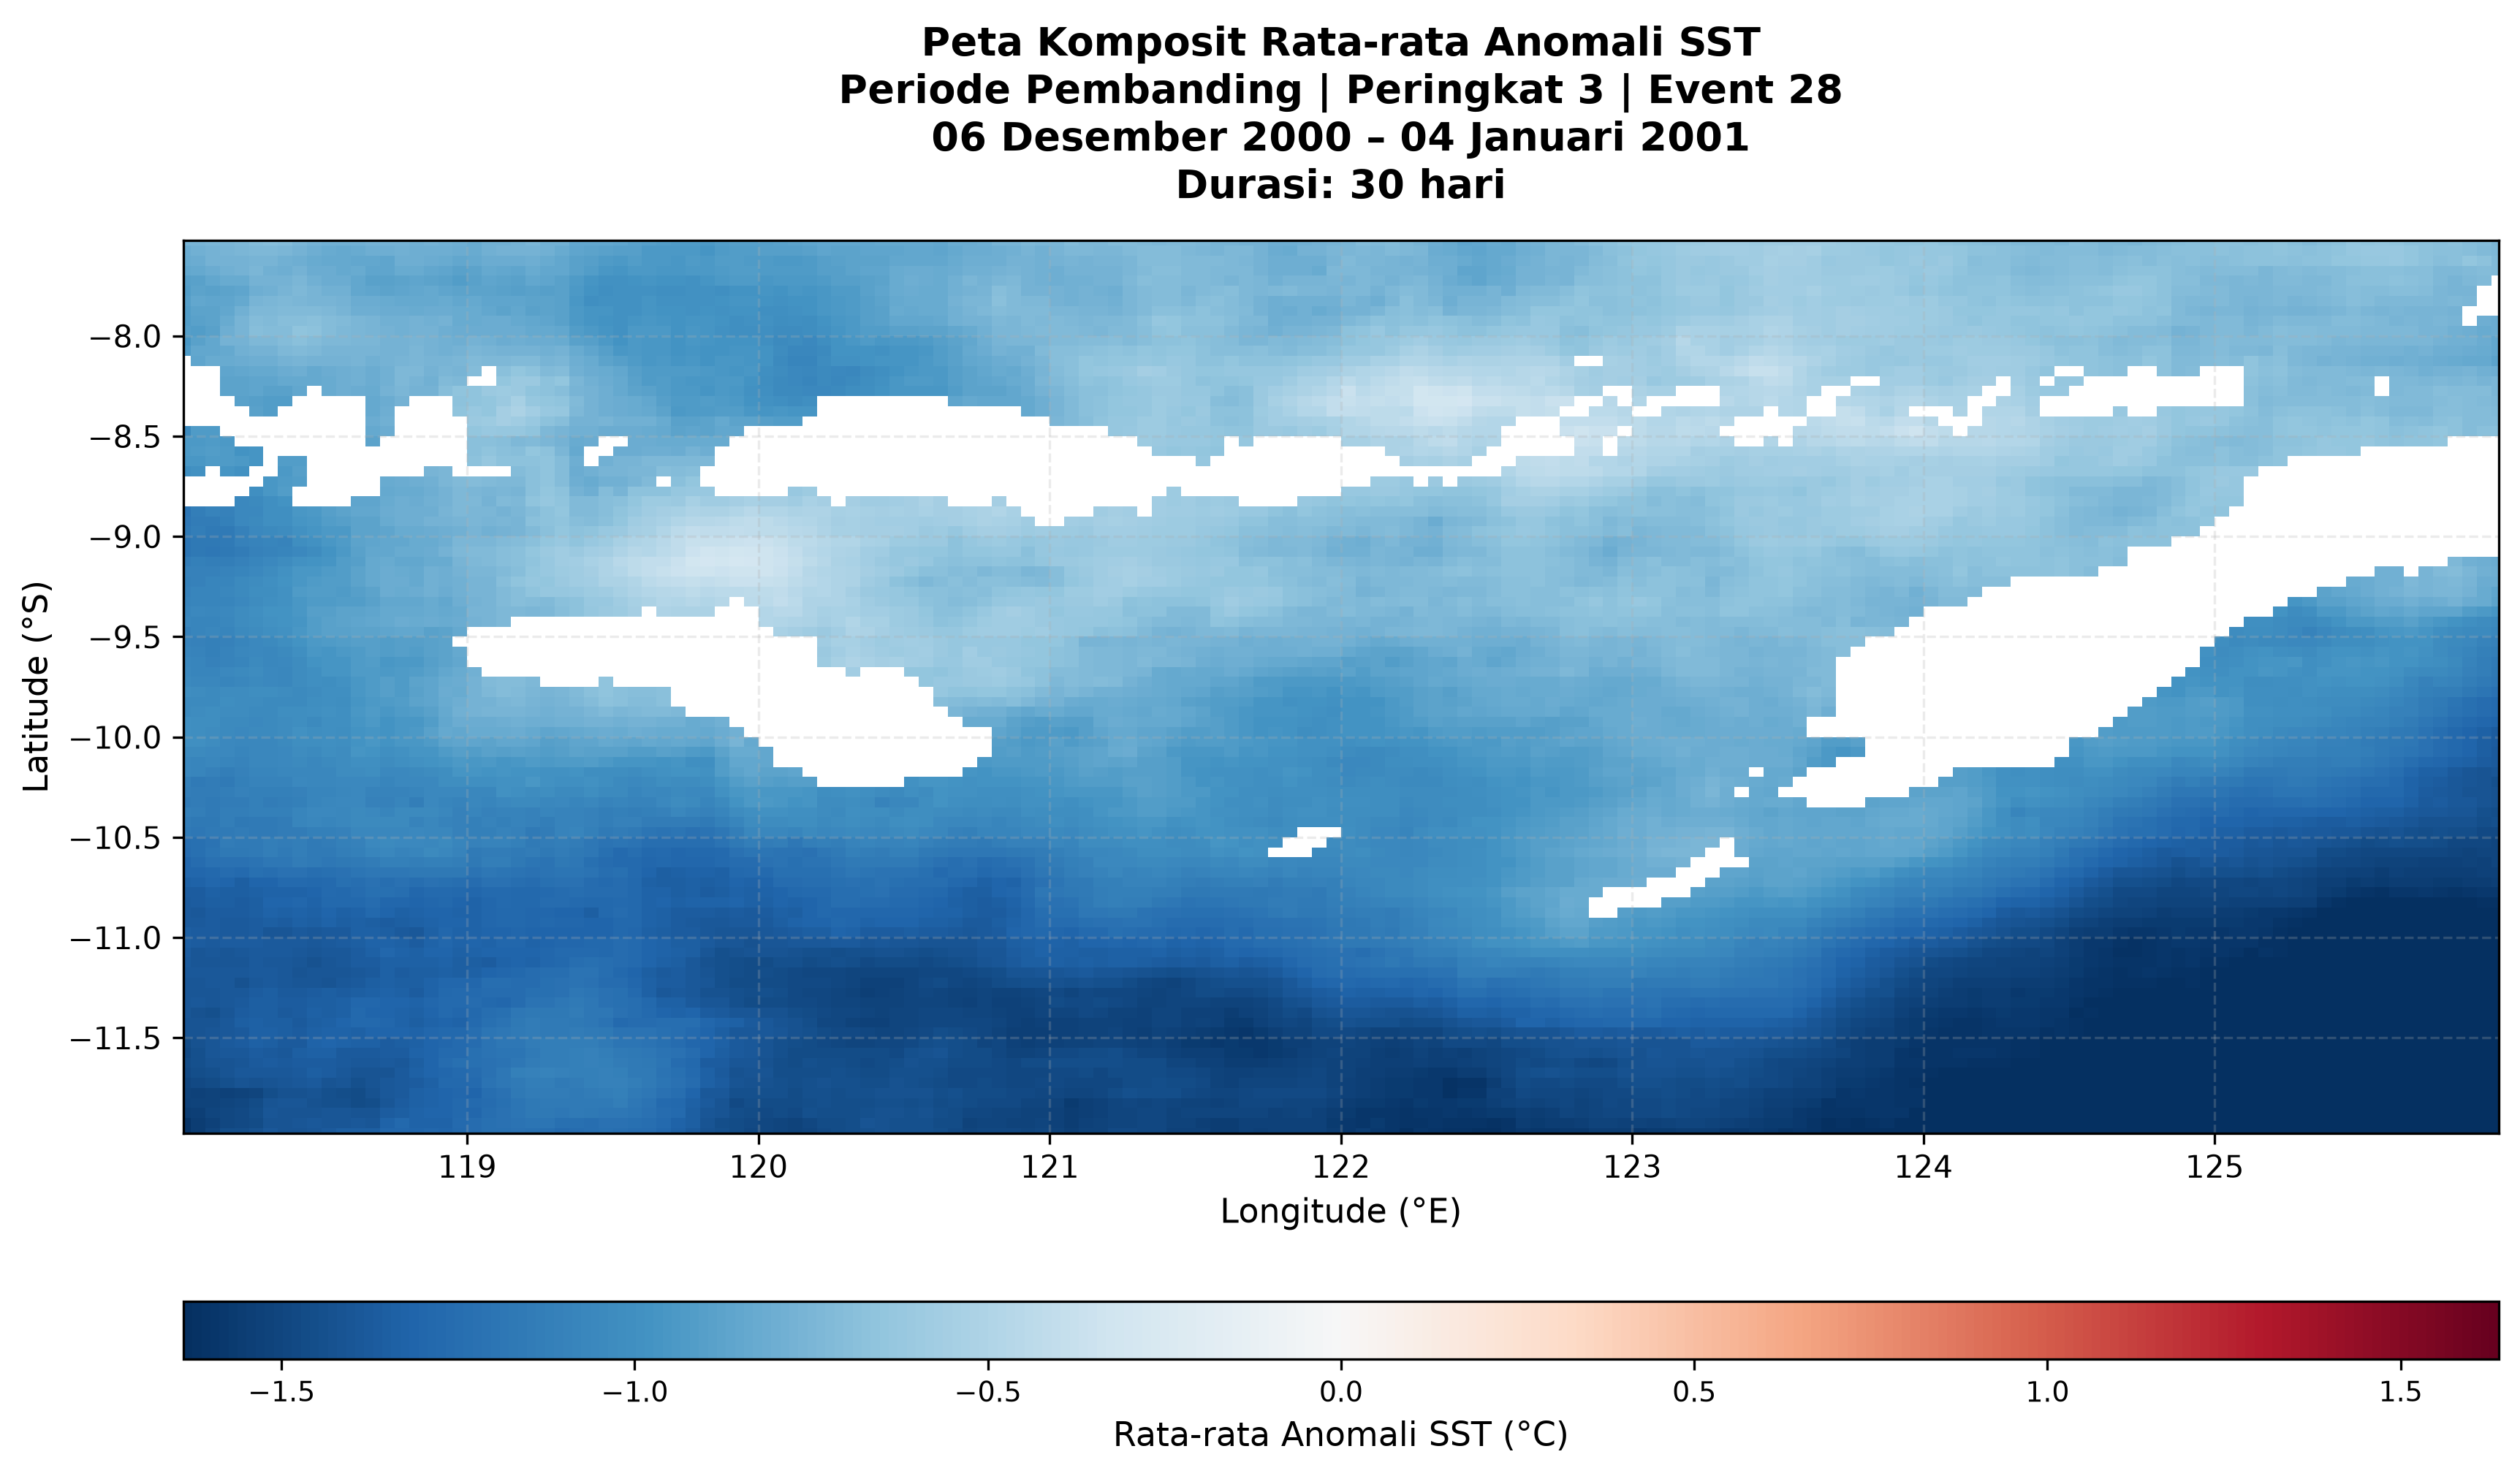 Peta Komposit Rata-rata Anomali SST
Periode Pembanding | Peringkat 3 | Event 28
06 Desember 2000 – 04 Januari 2001
Durasi: 30 hari
Latitude (°S)
−8.0
−8.5
−9.0
−9.5
−10.0
−10.5
−11.0
−11.5
119 120 121 122 123 124 125
Longitude (°E)
−1.5 −1.0 −0.5 0.0 0.5 1.0 1.5
Rata-rata Anomali SST (°C)